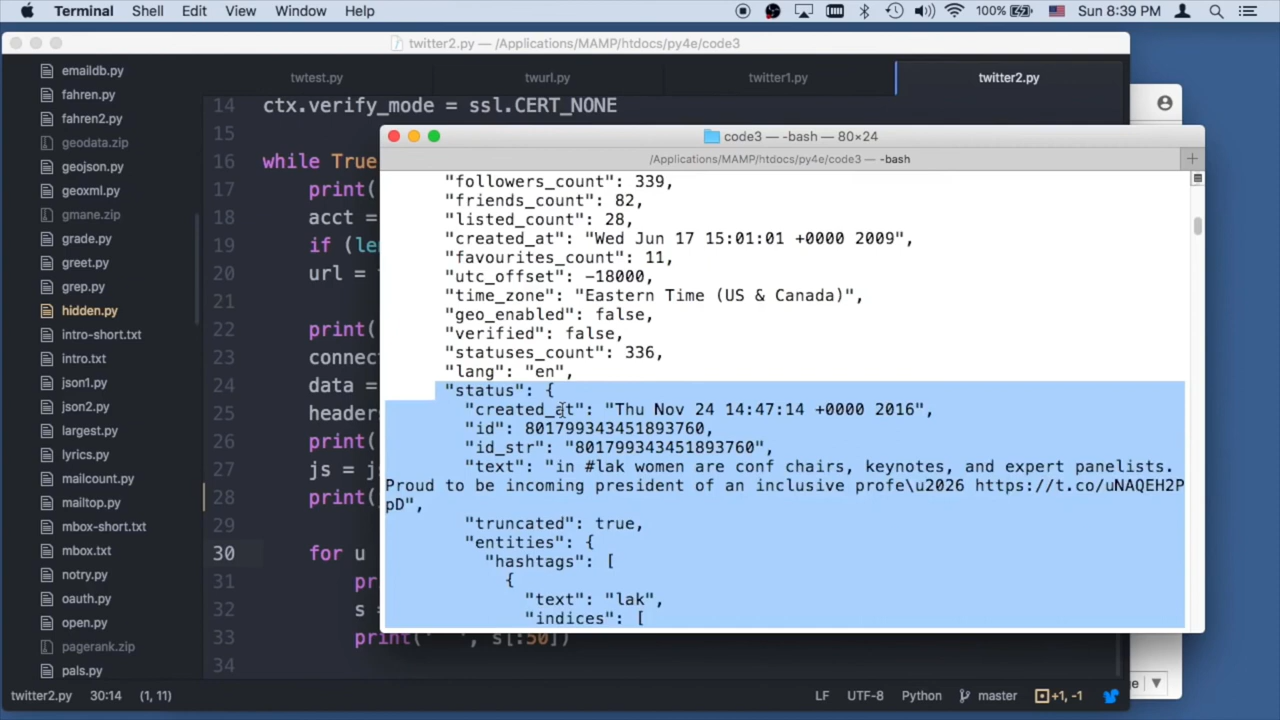 Terminal Shell Edit View Window Help 100% Sun 8:39 PM
twitter2.py — /Applications/MAMP/htdocs/py4e/code3
twtest.py twurl.py twitter1.py twitter2.py
emaildb.py
fahren.py
fahren2.py
geodata.zip
geojson.py
geoxml.py
gmane.zip
grade.py
greet.py
grep.py
hidden.py
intro-short.txt
intro.txt
json1.py
json2.py
largest.py
lyrics.py
mailcount.py
mailtop.py
mbox-short.txt
mbox.txt
notry.py
oauth.py
open.py
pagerank.zip
pals.py
14 ctx.verify_mode = ssl.CERT_NONE
15
16 while True
17 print(
18 acct =
19 if (len
20 url =
21
22 print(
23 connect
24 data =
25 headers
26 print(
27 js = j
28 print(
29
30 for u
31 pr
32 s =
33 print(' ', s[:50])
34
code3 — -bash — 80×24
/Applications/MAMP/htdocs/py4e/code3 — -bash
"followers_count": 339,
"friends_count": 82,
"listed_count": 28,
"created_at": "Wed Jun 17 15:01:01 +0000 2009",
"favourites_count": 11,
"utc_offset": -18000,
"time_zone": "Eastern Time (US & Canada)",
"geo_enabled": false,
"verified": false,
"statuses_count": 336,
"lang": "en",
"status": {
"created_at": "Thu Nov 24 14:47:14 +0000 2016",
"id": 801799343451893760,
"id_str": "801799343451893760",
"text": "in #lak women are conf chairs, keynotes, and expert panelists.
Proud to be incoming president of an inclusive profe\u2026 https://t.co/uNAQEH2P
pD",
"truncated": true,
"entities": {
"hashtags": [
{
"text": "lak",
"indices": [
twitter2.py 30:14 (1, 11) LF UTF-8 Python master +1, -1